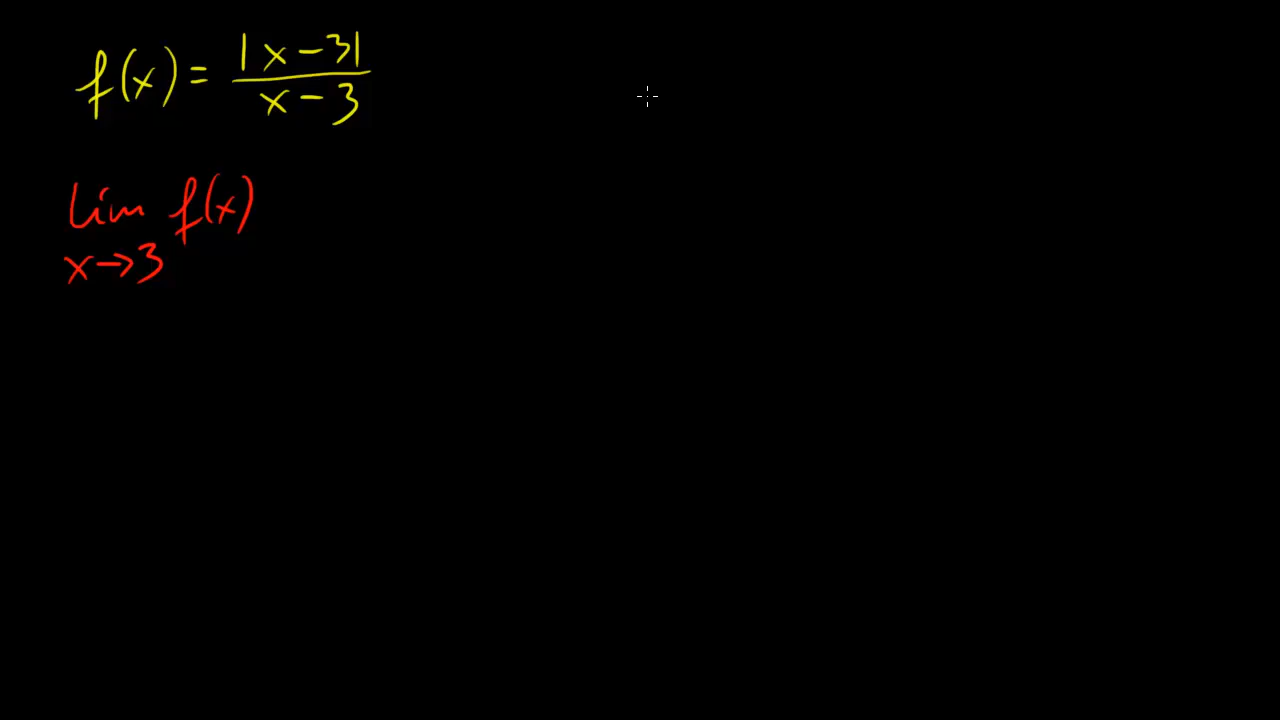 f(x) = |x-3|/x-3
lim f(x)
x→3